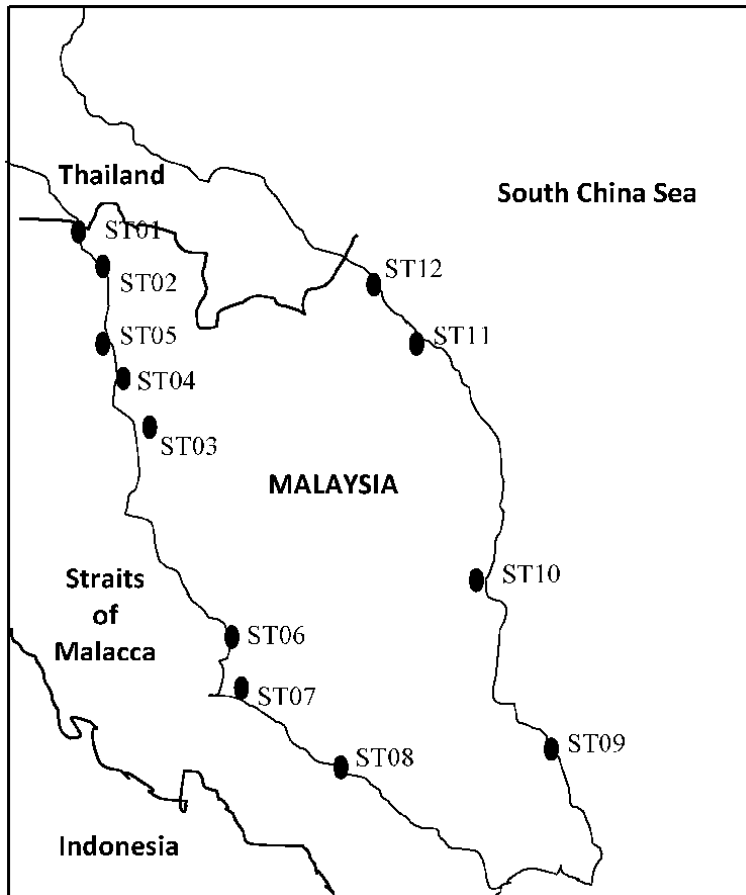 Thailand
South China Sea
ST01
ST02
ST12
ST05
ST11
ST04
ST03
MALAYSIA
Straits
of
Malacca
ST10
ST06
ST07
ST09
ST08
Indonesia